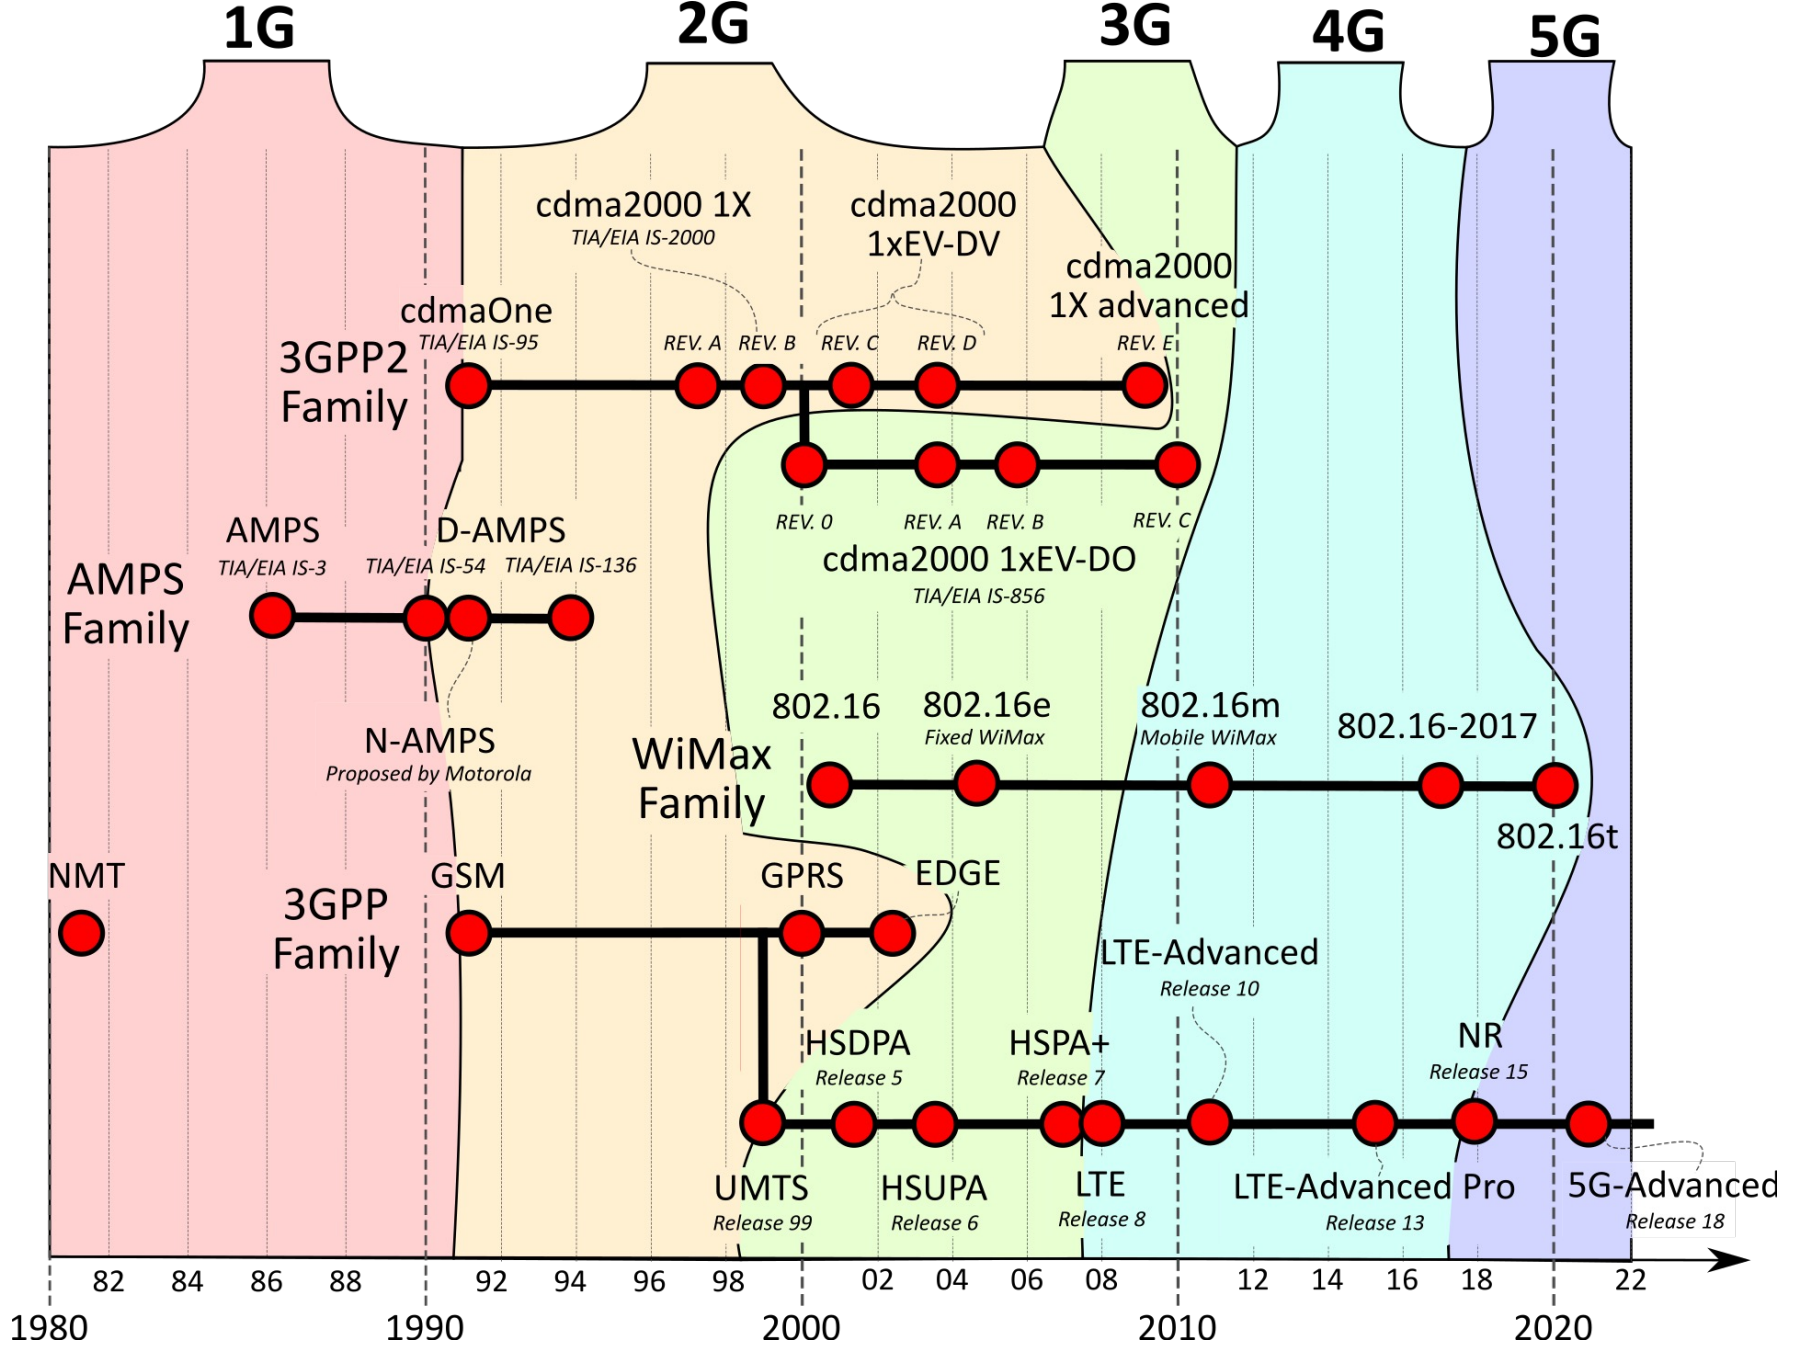 1G
2G
3G
4G
5G
cdma2000 1X
TIA/EIA IS-2000
cdma2000
1xEV-DV
cdma2000
1X advanced
cdmaOne
TIA/EIA IS-95
3GPP2
Family
REV. A
REV. B
REV. C
REV. D
REV. E
REV. 0
REV. A
REV. B
REV. C
cdma2000 1xEV-DO
TIA/EIA IS-856
AMPS
TIA/EIA IS-3
D-AMPS
TIA/EIA IS-54
TIA/EIA IS-136
AMPS
Family
N-AMPS
Proposed by Motorola
WiMax
Family
802.16
802.16e
Fixed WiMax
802.16m
Mobile WiMax
802.16-2017
802.16t
NMT
3GPP
Family
GSM
GPRS
EDGE
LTE-Advanced
Release 10
HSDPA
Release 5
HSPA+
Release 7
NR
Release 15
UMTS
Release 99
HSUPA
Release 6
LTE
Release 8
LTE-Advanced Pro
Release 13
5G-Advanced
Release 18
82
84
86
88
92
94
96
98
02
04
06
08
12
14
16
18
22
1980
1990
2000
2010
2020